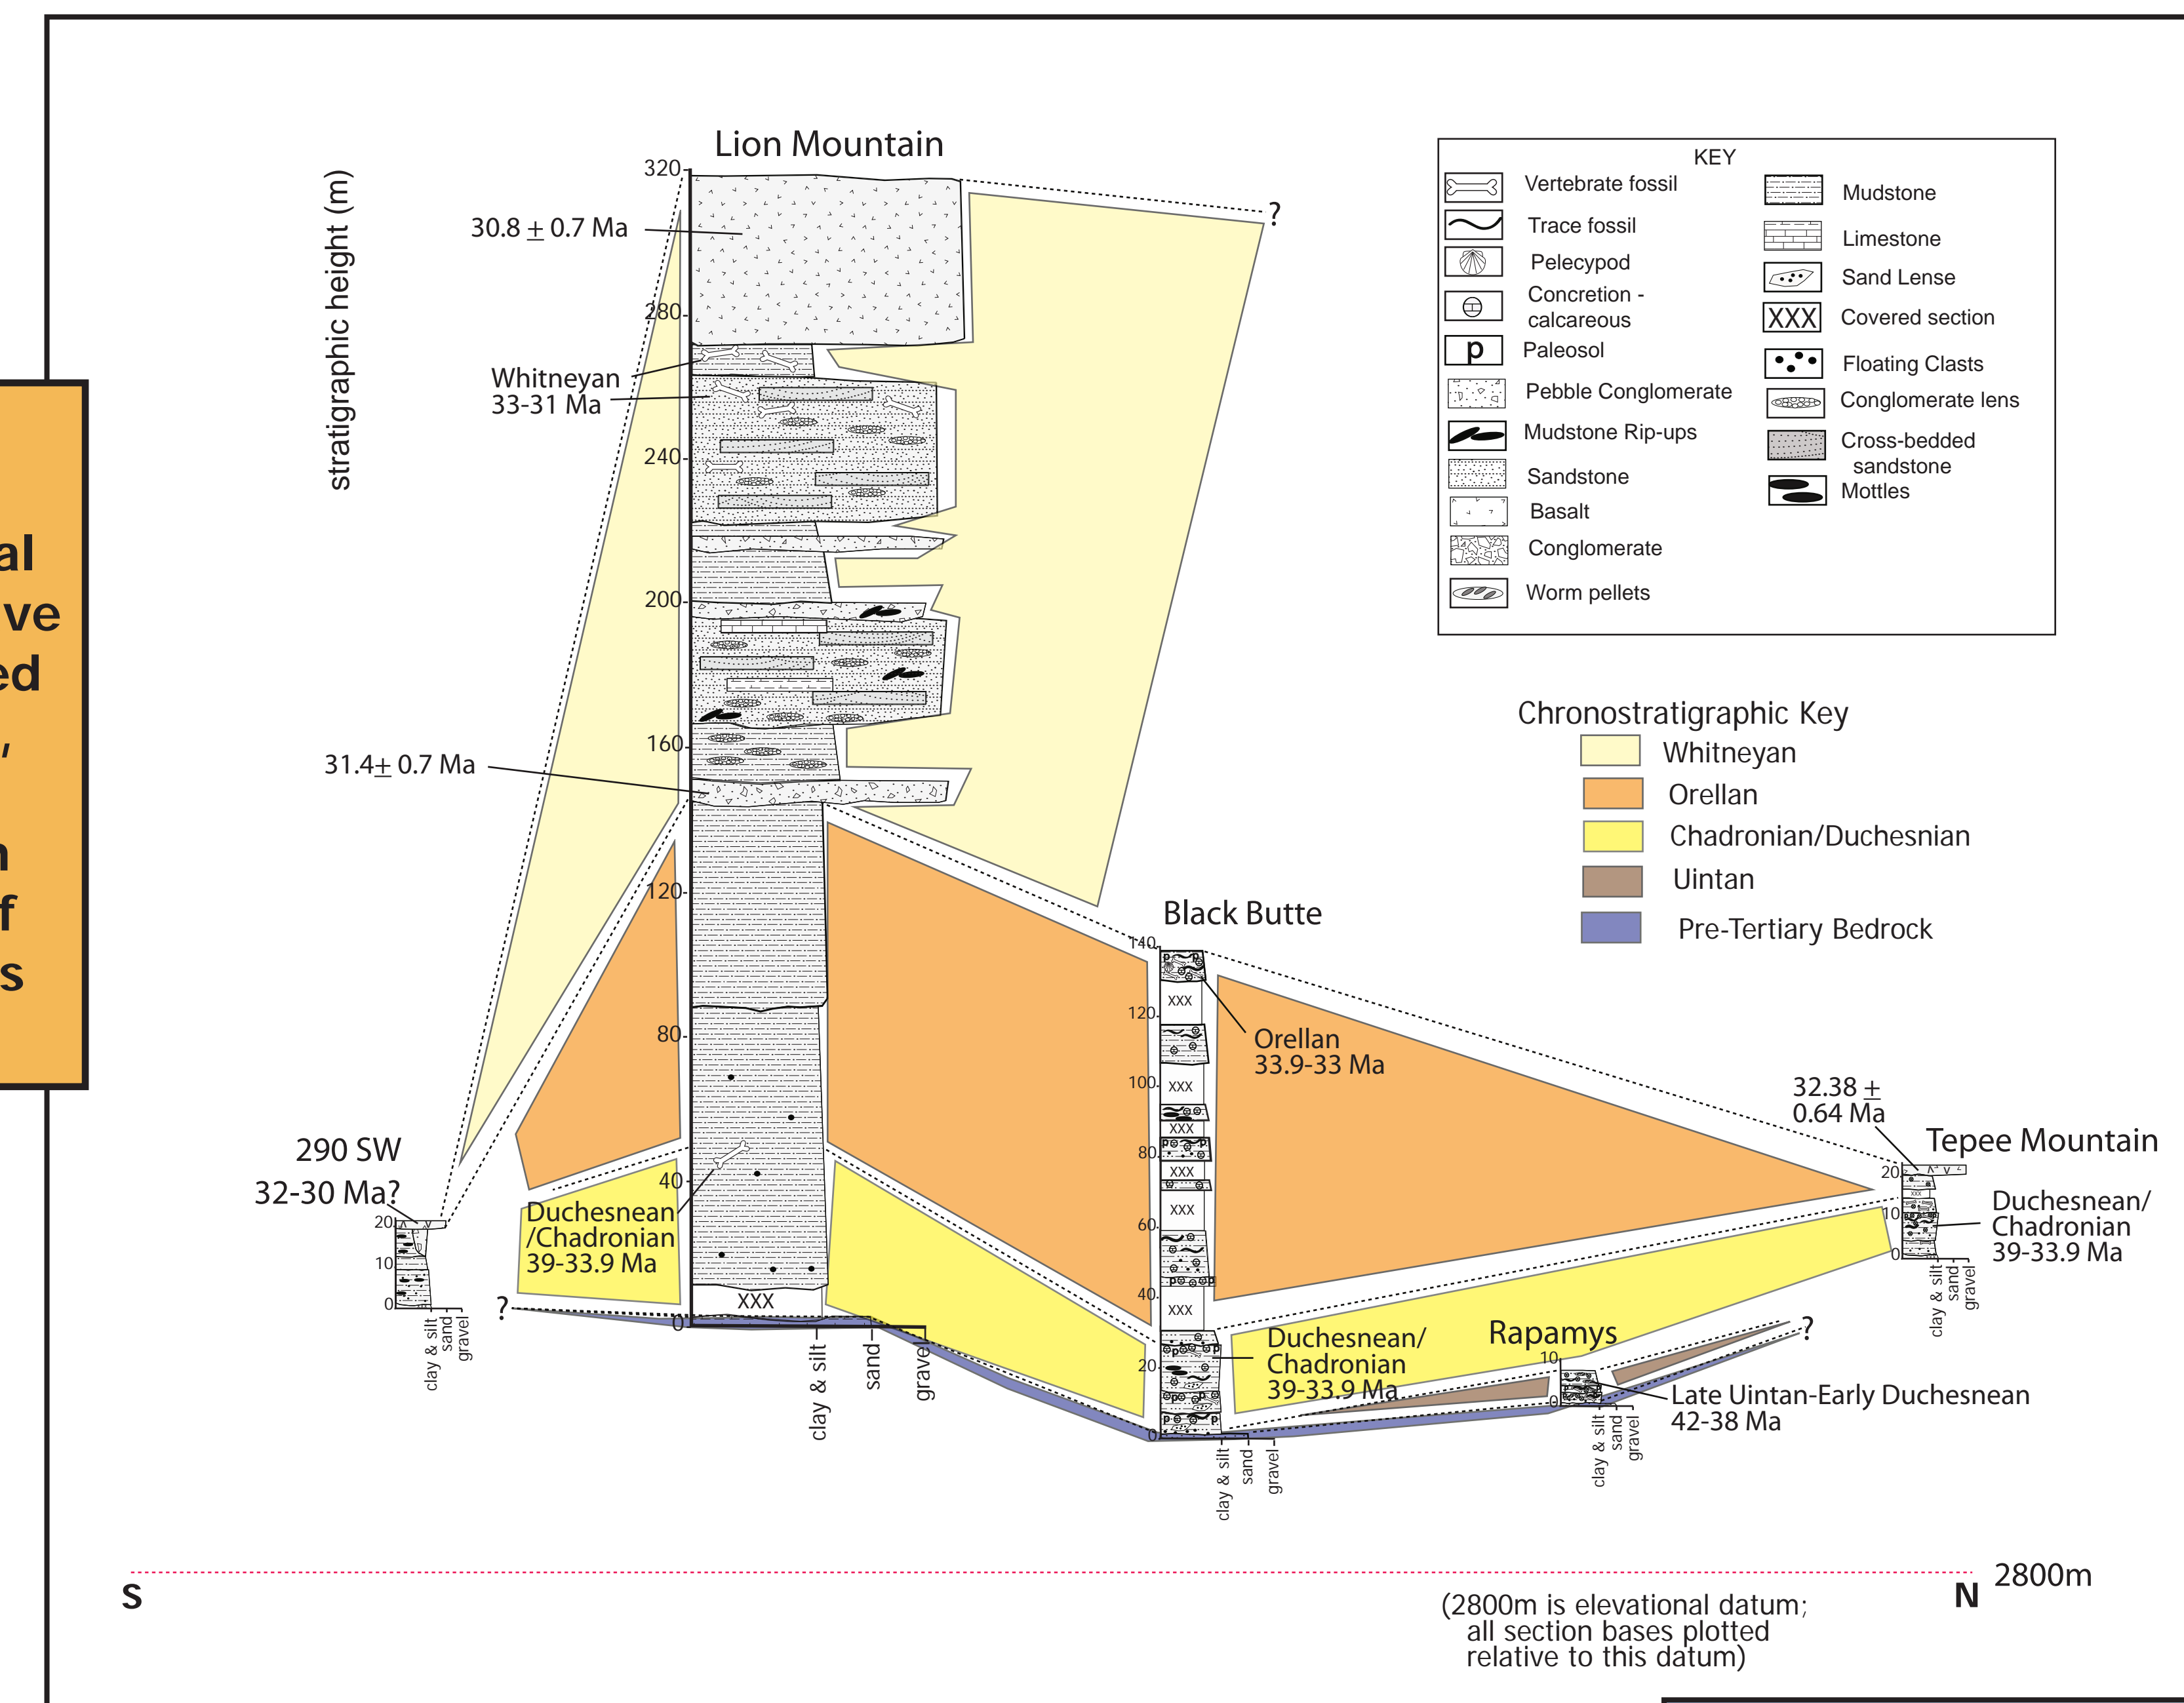 al
ve
ed
,
n
f
s
stratigraphic height (m)
Lion Mountain
320
280
240
200
160
120
80
40
0
30.8 ± 0.7 Ma
Whitneyan
33-31 Ma
31.4± 0.7 Ma
Duchesnean
/Chadronian
39-33.9 Ma
XXX
clay & silt
sand
gravel
?
?
290 SW
32-30 Ma?
20
10
0
clay & silt
sand
gravel
KEY
Vertebrate fossil
Trace fossil
Pelecypod
Concretion -
calcareous
p
Paleosol
Pebble Conglomerate
Mudstone Rip-ups
Sandstone
Basalt
Conglomerate
Worm pellets
Mudstone
Limestone
Sand Lense
XXX
Covered section
Floating Clasts
Conglomerate lens
Cross-bedded
sandstone
Mottles
Chronostratigraphic Key
Whitneyan
Orellan
Chadronian/Duchesnian
Uintan
Pre-Tertiary Bedrock
Black Butte
140
120
100
80
60
40
20
0
p p
XXX
XXX
XXX
p p
XXX
XXX
p p
XXX
p p
p p
p p
Orellan
33.9-33 Ma
Duchesnean/
Chadronian
39-33.9 Ma
clay & silt
sand
gravel
Rapamys
10
0
Late Uintan-Early Duchesnean
42-38 Ma
clay & silt
sand
gravel
?
32.38 ±
0.64 Ma
Tepee Mountain
20
10
0
XXX
Duchesnean/
Chadronian
39-33.9 Ma
clay & silt
sand
gravel
S
N
2800m
(2800m is elevational datum;
all section bases plotted
relative to this datum)